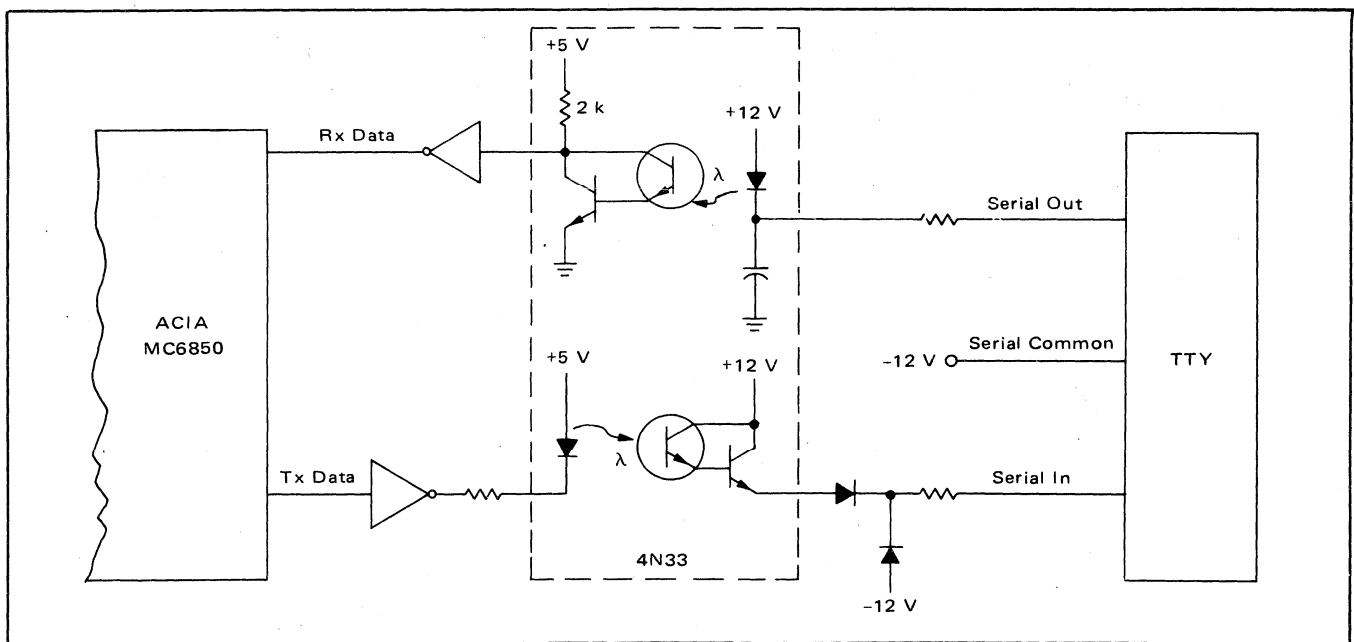 +5 V
2 k
+12 V
Rx Data
λ
Serial Out
ACIA
MC6850
Serial Common
-12 V
TTY
+5 V
+12 V
λ
Tx Data
Serial In
4N33
-12 V